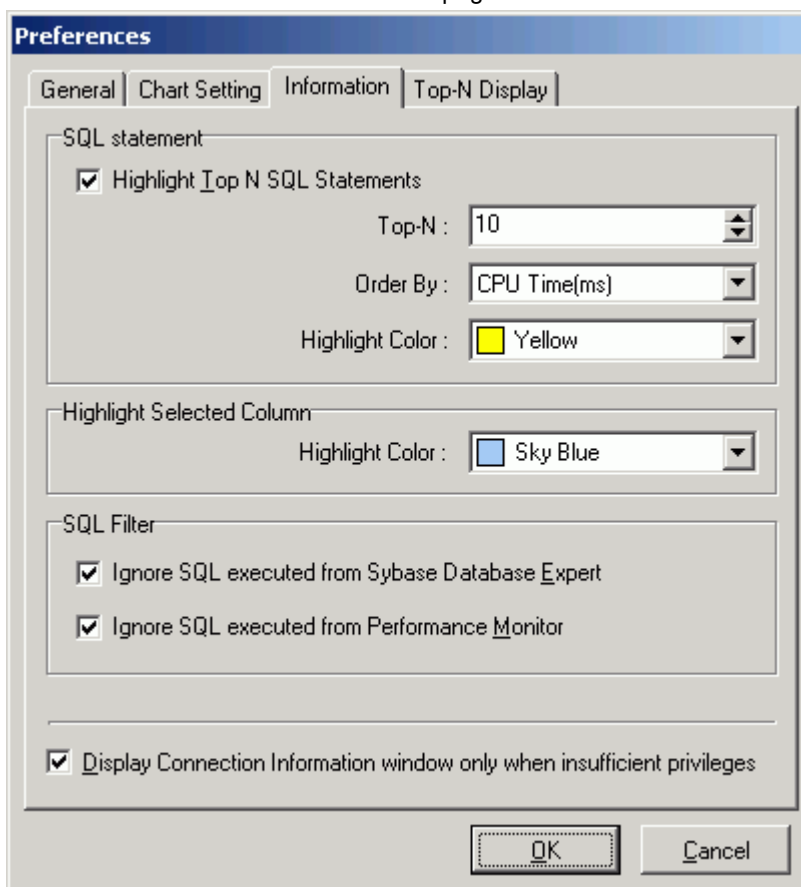 Preferences
General
Chart Setting
Information
Top-N Display
SQL statement
Highlight Top N SQL Statements
Top-N :
10
Order By :
CPU Time(ms)
Highlight Color :
Yellow
Highlight Selected Column
Highlight Color :
Sky Blue
SQL Filter
Ignore SQL executed from Sybase Database Expert
Ignore SQL executed from Performance Monitor
Display Connection Information window only when insufficient privileges
OK
Cancel